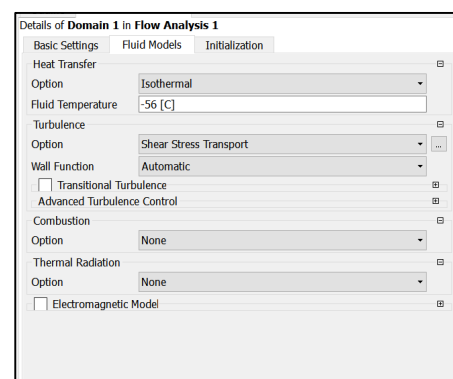 Details of Domain 1 in Flow Analysis 1
Basic Settings Fluid Models Initialization
Heat Transfer
Option Isothermal
Fluid Temperature -56 [C]
Turbulence
Option Shear Stress Transport ...
Wall Function Automatic
Transitional Turbulence
Advanced Turbulence Control
Combustion
Option None
Thermal Radiation
Option None
Electromagnetic Model